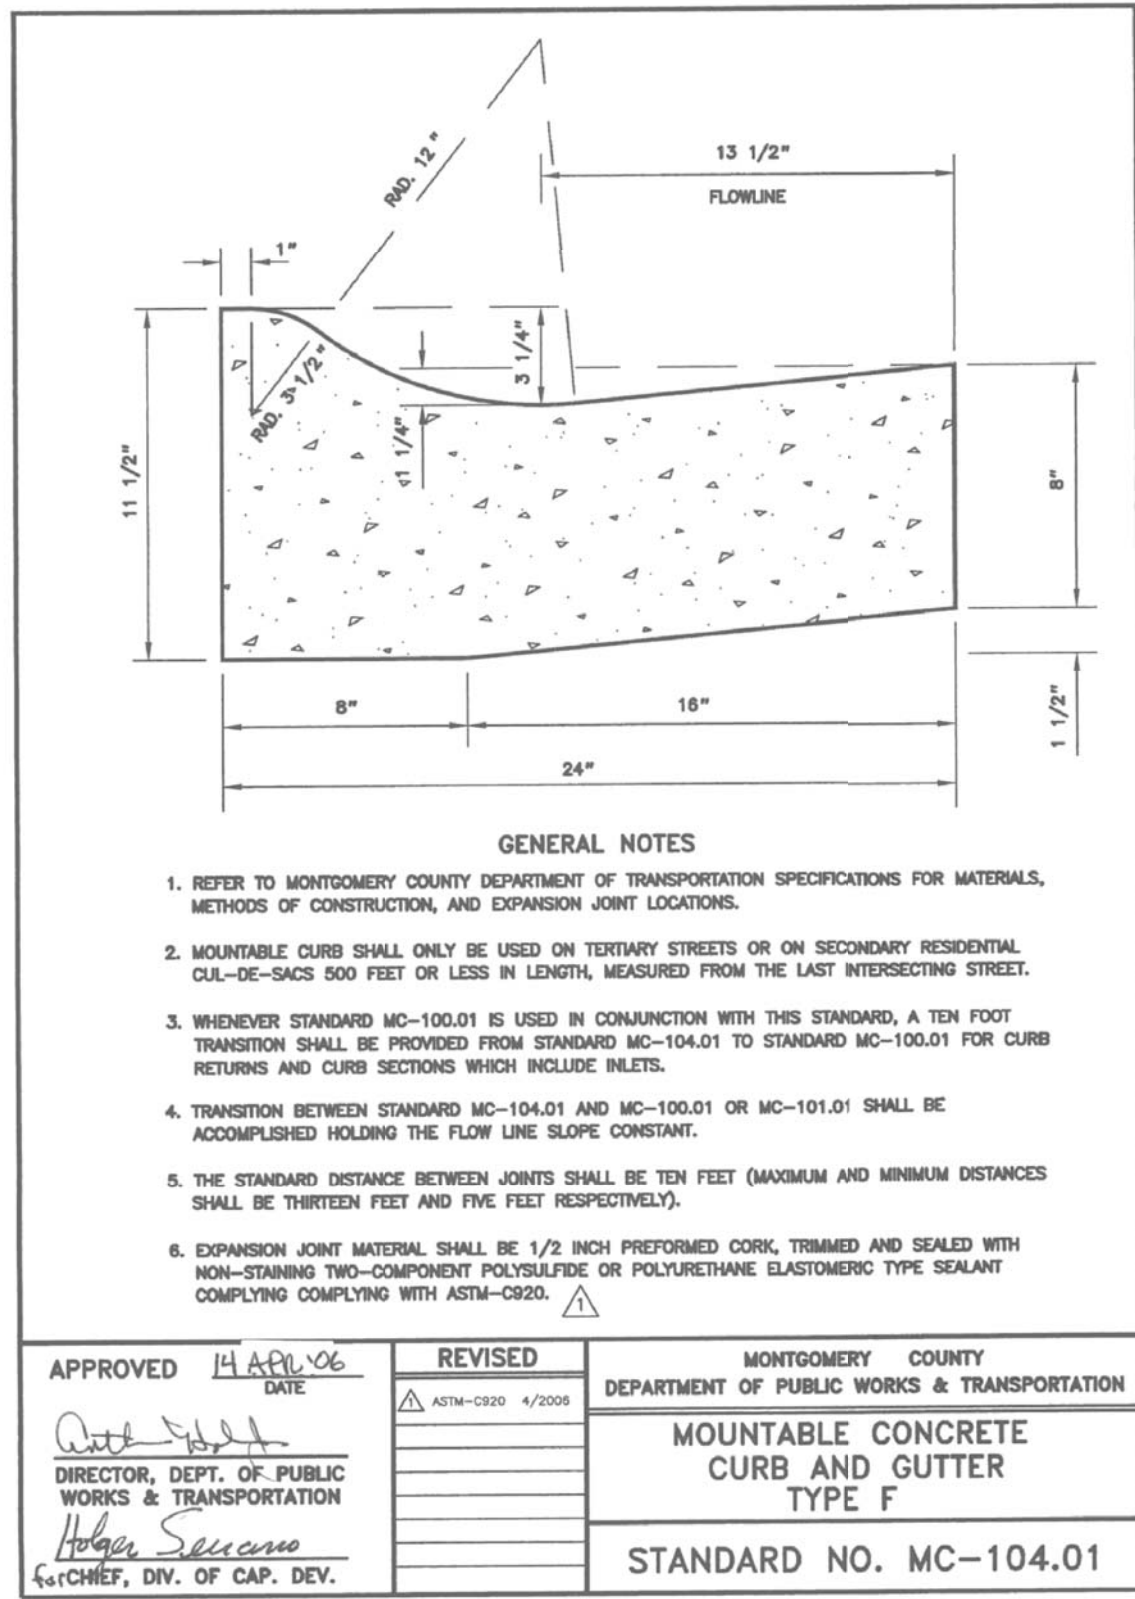 RAD. 12"
13 1/2"
FLOWLINE
1"
3 1/4"
RAD. 3-1/2"
1 1/4"
11 1/2"
8"
8"
16"
1 1/2"
24"
GENERAL NOTES
1. REFER TO MONTGOMERY COUNTY DEPARTMENT OF TRANSPORTATION SPECIFICATIONS FOR MATERIALS,
METHODS OF CONSTRUCTION, AND EXPANSION JOINT LOCATIONS.
2. MOUNTABLE CURB SHALL ONLY BE USED ON TERTIARY STREETS OR ON SECONDARY RESIDENTIAL
CUL-DE-SACS 500 FEET OR LESS IN LENGTH, MEASURED FROM THE LAST INTERSECTING STREET.
3. WHENEVER STANDARD MC-100.01 IS USED IN CONJUNCTION WITH THIS STANDARD, A TEN FOOT
TRANSITION SHALL BE PROVIDED FROM STANDARD MC-104.01 TO STANDARD MC-100.01 FOR CURB
RETURNS AND CURB SECTIONS WHICH INCLUDE INLETS.
4. TRANSITION BETWEEN STANDARD MC-104.01 AND MC-100.01 OR MC-101.01 SHALL BE
ACCOMPLISHED HOLDING THE FLOW LINE SLOPE CONSTANT.
5. THE STANDARD DISTANCE BETWEEN JOINTS SHALL BE TEN FEET (MAXIMUM AND MINIMUM DISTANCES
SHALL BE THIRTEEN FEET AND FIVE FEET RESPECTIVELY).
6. EXPANSION JOINT MATERIAL SHALL BE 1/2 INCH PREFORMED CORK, TRIMMED AND SEALED WITH
NON-STAINING TWO-COMPONENT POLYSULFIDE OR POLYURETHANE ELASTOMERIC TYPE SEALANT
COMPLYING COMPLYING WITH ASTM-C920. 1
APPROVED 14 APR '06
DATE
DIRECTOR, DEPT. OF PUBLIC
WORKS & TRANSPORTATION
Holger Serrano
for CHIEF, DIV. OF CAP. DEV.
REVISED
1 ASTM-C920 4/2006
MONTGOMERY COUNTY
DEPARTMENT OF PUBLIC WORKS & TRANSPORTATION
MOUNTABLE CONCRETE
CURB AND GUTTER
TYPE F
STANDARD NO. MC-104.01